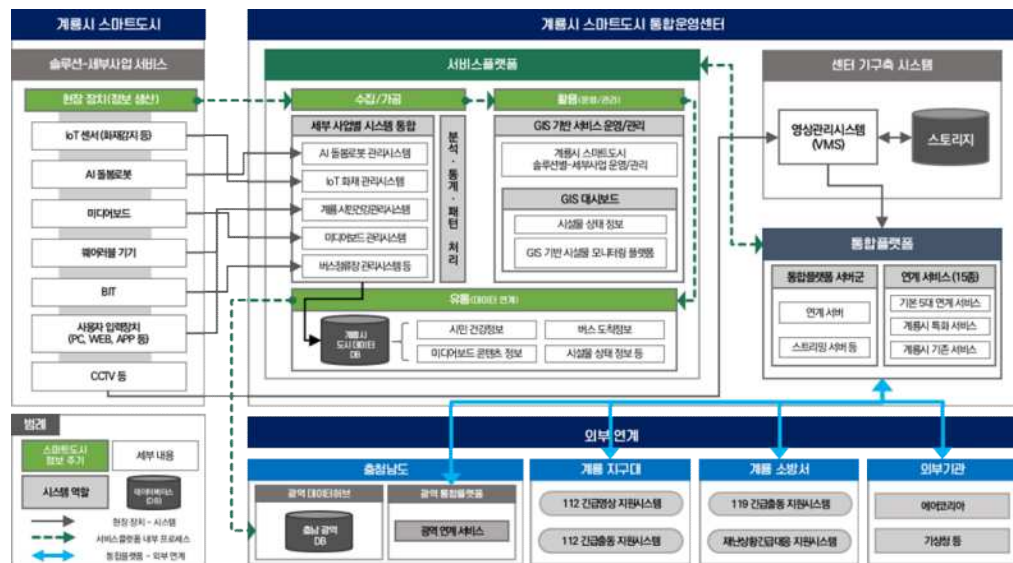 계룡시 스마트도시
솔루션-세부사업 서비스
현장 장치(정보 생산)
IoT 센서 (화재감지 등)
AI 돌봄로봇
미디어보드
웨어러블 기기
BIT
사용자 입력장치
(PC, WEB, APP 등)
CCTV 등
범례
스마트도시
정보 주기
세부 내용
시스템 역할
데이터베이스
(DB)
현장 장치 - 시스템
서비스플랫폼 내부 프로세스
통합플랫폼 - 외부 연계
계룡시 스마트도시 통합운영센터
서비스플랫폼
수집/가공
세부 사업별 시스템 통합
AI 돌봄로봇 관리시스템
IoT 화재 관리시스템
계룡 시민건강관리시스템
미디어보드 관리시스템
버스정류장 관리시스템 등
분석·통계·패턴 처리
활용(운영/관리)
GIS 기반 서비스 운영/관리
계룡시 스마트도시
솔루션별-세부사업 운영/관리
GIS 대시보드
시설물 상태 정보
GIS 기반 시설물 모니터링 플랫폼
유통(데이터 연계)
계룡시
도시 데이터
DB
시민 건강정보
버스 도착정보
미디어보드 콘텐츠 정보
시설물 상태 정보 등
센터 기구축 시스템
영상관리시스템
(VMS)
스토리지
통합플랫폼
통합플랫폼 서버군
연계 서버
스트리밍 서버 등
연계 서비스 (15종)
기본 5대 연계 서비스
계룡시 특화 서비스
계룡시 기존 서비스
외부 연계
충청남도
광역 데이터허브
충남 광역
DB
광역 통합플랫폼
광역 연계 서비스
계룡 지구대
112 긴급영상 지원시스템
112 긴급출동 지원시스템
계룡 소방서
119 긴급출동 지원시스템
재난상황긴급대응 지원시스템
외부기관
에어코리아
기상청 등